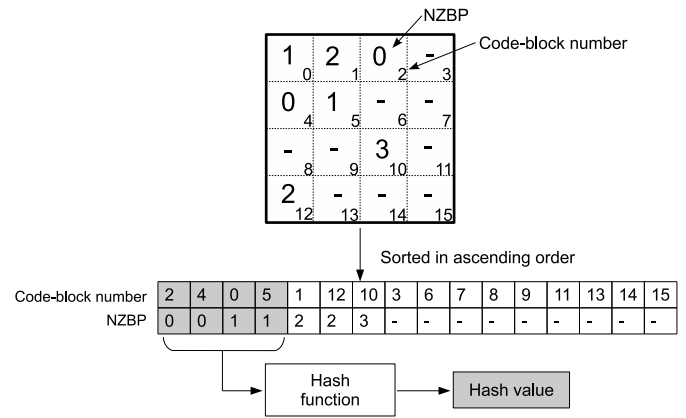 NZBP
Code-block number
1 0 2 1 0 2 - 3
0 4 1 5 - 6 - 7
- 8 - 9 3 10 - 11
2 12 - 13 - 14 - 15
Sorted in ascending order
Code-block number 2 4 0 5 1 12 10 3 6 7 8 9 11 13 14 15
NZBP 0 0 1 1 2 2 3 - - - - - - - - -
Hash
function
Hash value